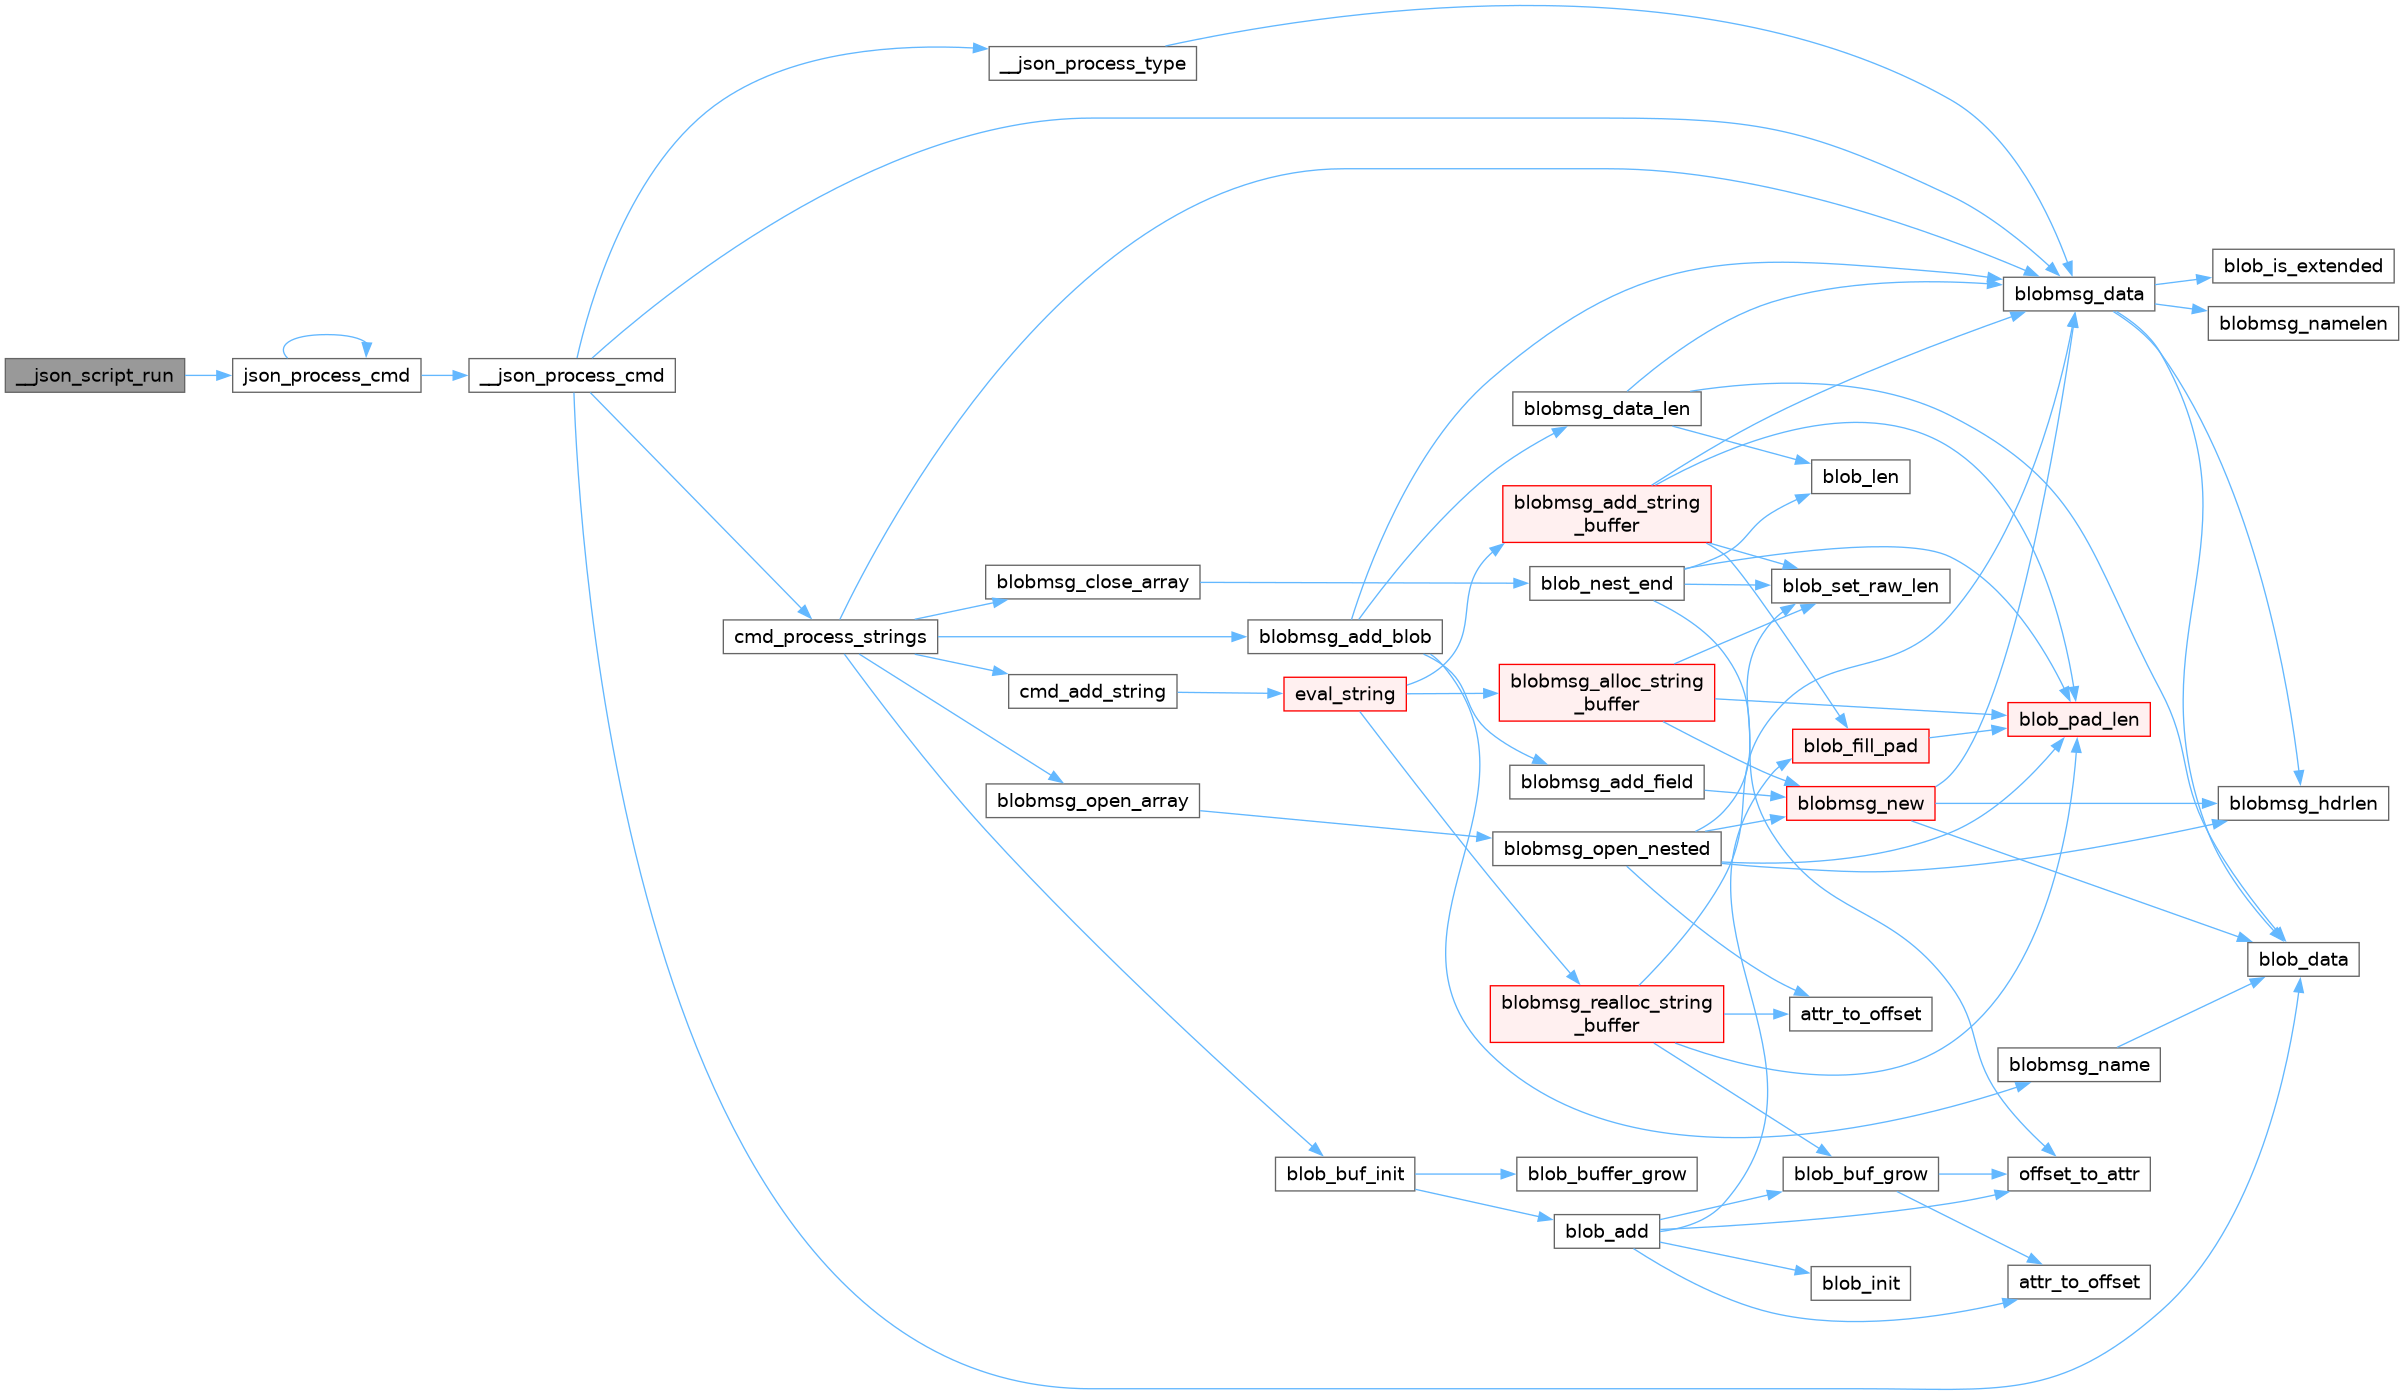 __json_script_run
json_process_cmd
__json_process_cmd
__json_process_type
cmd_process_strings
blobmsg_close_array
cmd_add_string
blobmsg_open_array
blobmsg_add_blob
eval_string
blob_buf_init
blobmsg_data_len
blobmsg_add_string
_buffer
blob_nest_end
blobmsg_alloc_string
_buffer
blobmsg_add_field
blobmsg_open_nested
blobmsg_realloc_string
_buffer
blob_buffer_grow
blob_add
blob_len
blob_set_raw_len
blob_fill_pad
blobmsg_new
attr_to_offset
blob_buf_grow
blob_init
blobmsg_data
blob_pad_len
blobmsg_name
offset_to_attr
attr_to_offset
blob_is_extended
blobmsg_namelen
blobmsg_hdrlen
blob_data